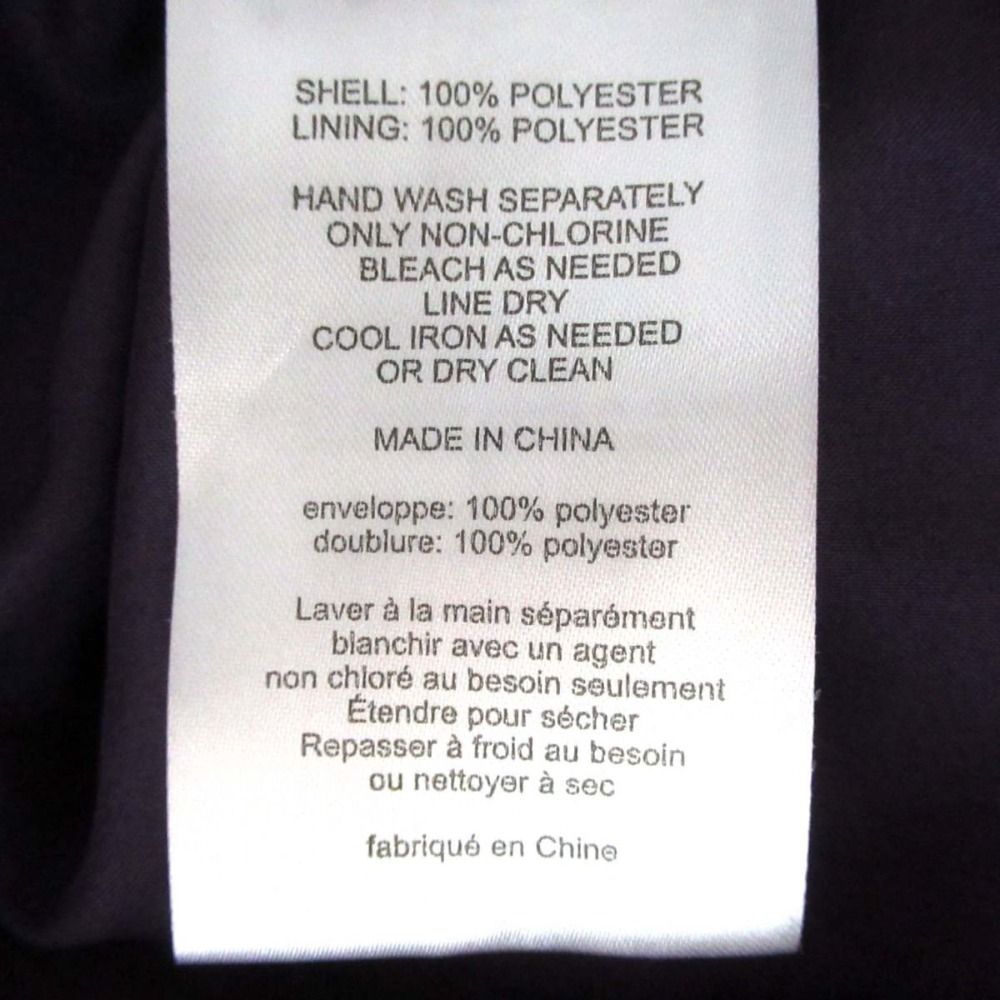 SHELL: 100% POLYESTER
LINING: 100% POLYESTER
HAND WASH SEPARATELY
ONLY NON-CHLORINE
BLEACH AS NEEDED
LINE DRY
COOL IRON AS NEEDED
OR DRY CLEAN
MADE IN CHINA
enveloppe: 100% polyester
doublure: 100% polyester
Laver à la main séparément
blanchir avec un agent
non chloré au besoin seulement
Étendre pour sécher
Repasser à froid au besoin
ou nettoyer à sec
fabriqué en Chine